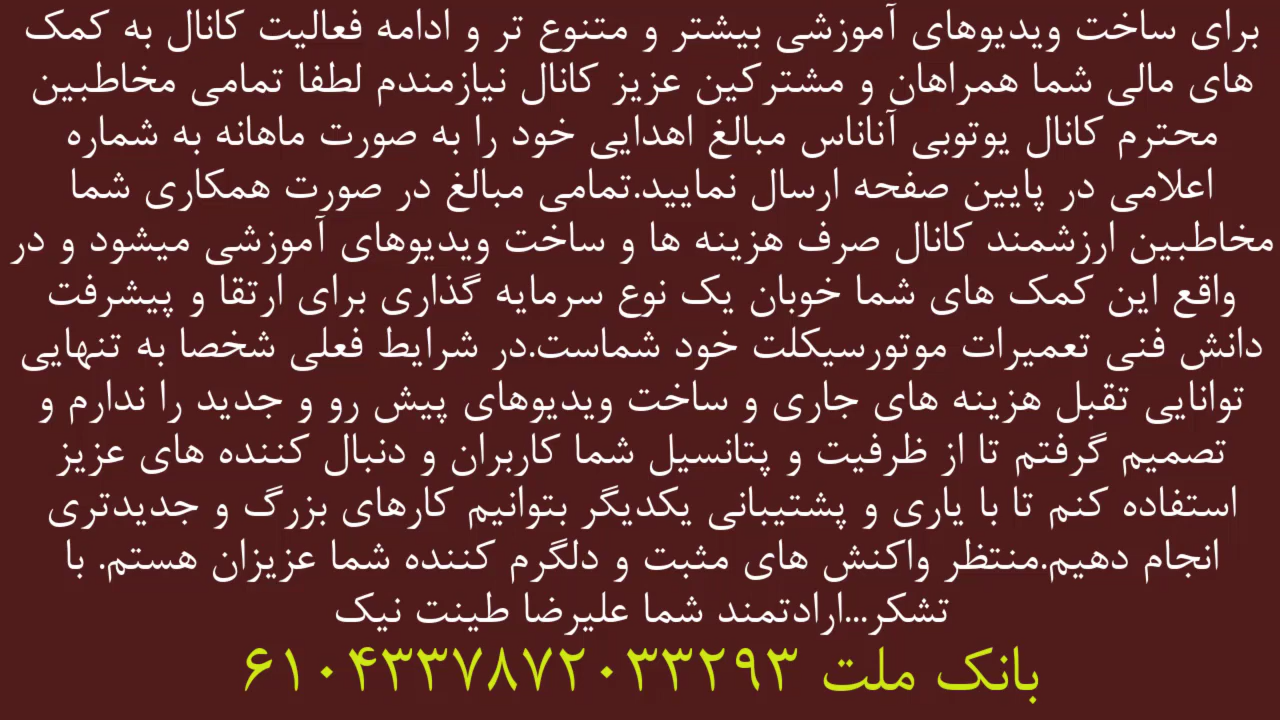 برای ساخت ویدیوهای آموزشی بیشتر و متنوع تر و ادامه فعالیت کانال به کمک
های مالی شما همراهان و مشترکین عزیز کانال نیازمندم لطفا تمامی مخاطبین
محترم کانال یوتوبی آناناس مبالغ اهدایی خود را به صورت ماهانه به شماره
اعلامی در پایین صفحه ارسال نمایید.تمامی مبالغ در صورت همکاری شما
مخاطبین ارزشمند کانال صرف هزینه ها و ساخت ویدیوهای آموزشی میشود و در
واقع این کمک های شما خوبان یک نوع سرمایه گذاری برای ارتقا و پیشرفت
دانش فنی تعمیرات موتورسیکلت خود شماست.در شرایط فعلی شخصا به تنهایی
توانایی تقبل هزینه های جاری و ساخت ویدیوهای پیش رو و جدید را ندارم و
تصمیم گرفتم تا از ظرفیت و پتانسیل شما کاربران و دنبال کننده های عزیز
استفاده کنم تا با یاری و پشتیبانی یکدیگر بتوانیم کارهای بزرگ و جدیدتری
انجام دهیم.منتظر واکنش های مثبت و دلگرم کننده شما عزیزان هستم. با
تشکر...ارادتمند شما علیرضا طینت نیک
بانک ملت ۶۱۰۴۳۳۷۸۷۲۰۳۳۲۹۳